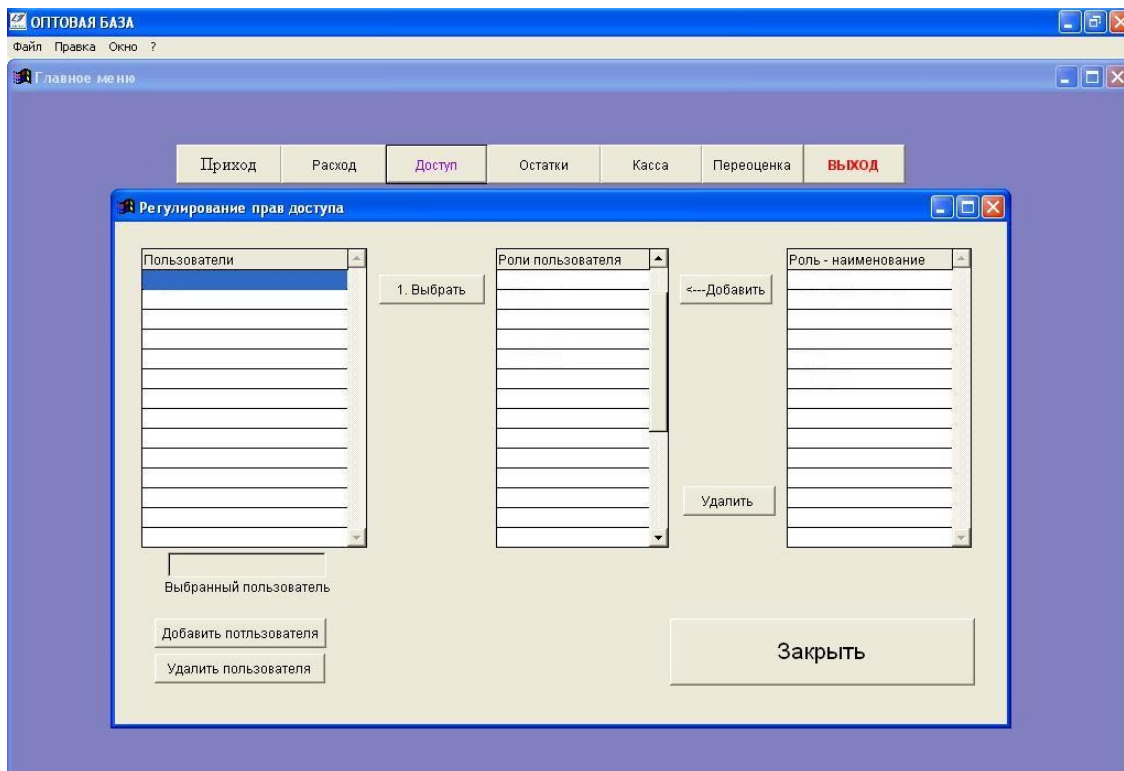 ОПТОВАЯ БАЗА
Файл Правка Окно ?
Главное меню
Приход Расход Доступ Остатки Касса Переоценка ВЫХОД
Регулирование прав доступа
Пользователи Роли пользователя Роль - наименование
1. Выбрать <---Добавить
Удалить
Выбранный пользователь
Добавить потльзователя
Удалить пользователя
Закрыть